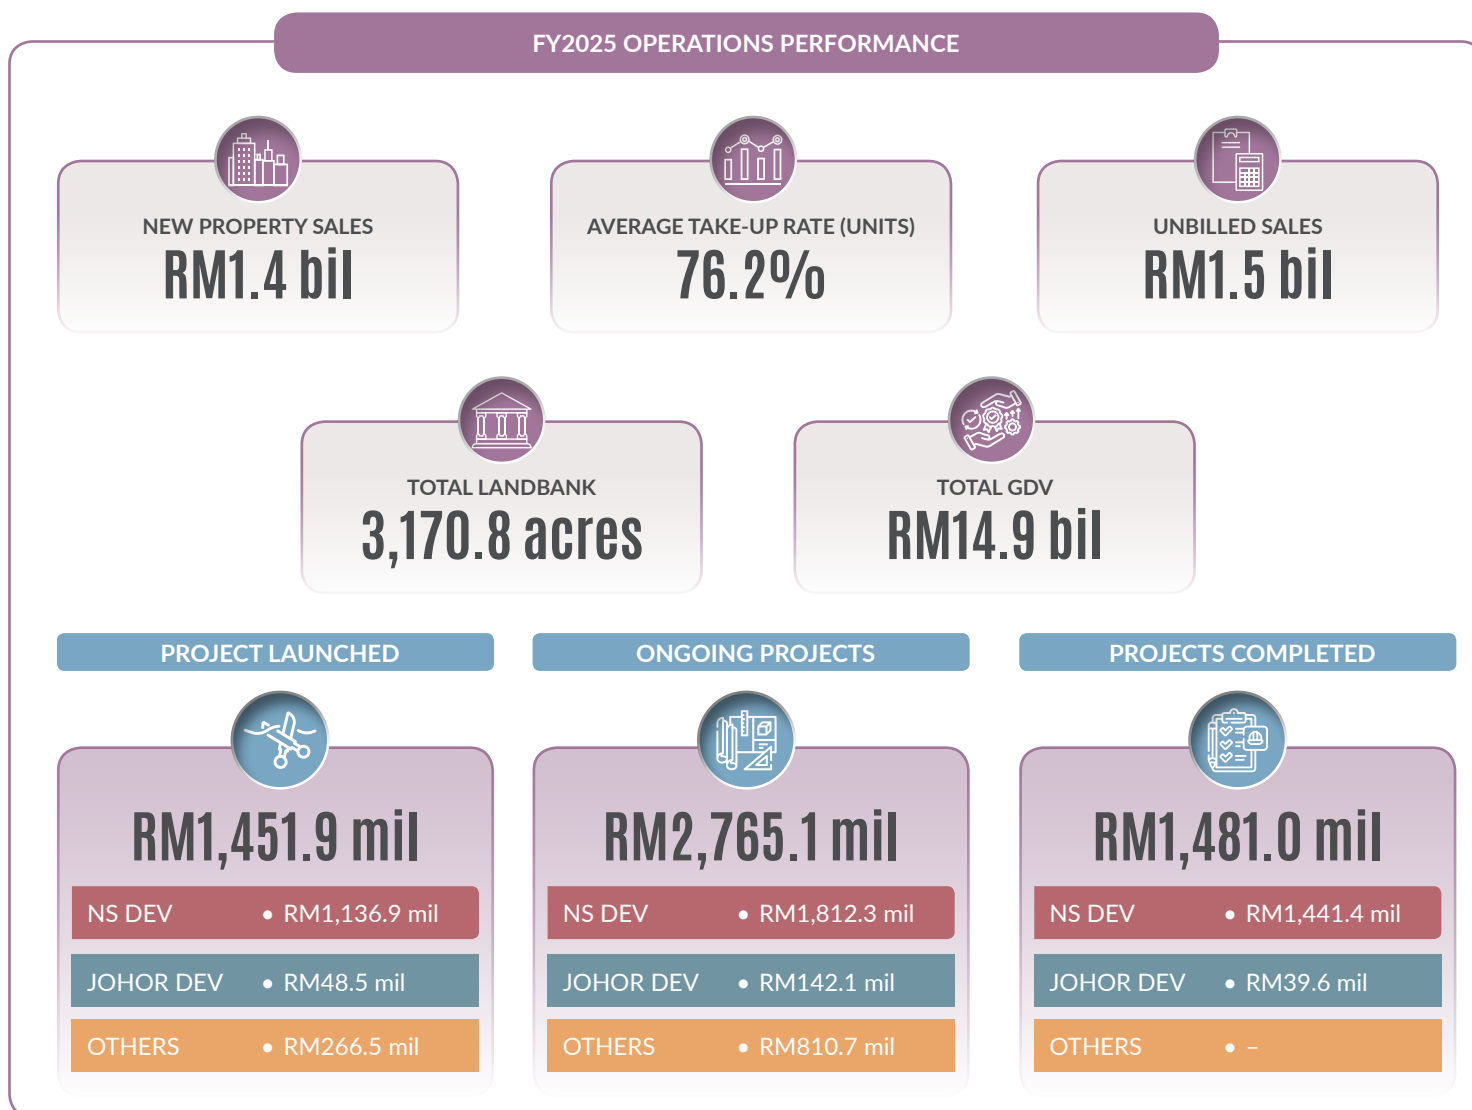 FY2025 OPERATIONS PERFORMANCE
NEW PROPERTY SALES
RM1.4 bil
AVERAGE TAKE-UP RATE (UNITS)
76.2%
UNBILLED SALES
RM1.5 bil
TOTAL LANDBANK
3,170.8 acres
TOTAL GDV
RM14.9 bil
PROJECT LAUNCHED
RM1,451.9 mil
NS DEV • RM1,136.9 mil
JOHOR DEV • RM48.5 mil
OTHERS • RM266.5 mil
ONGOING PROJECTS
RM2,765.1 mil
NS DEV • RM1,812.3 mil
JOHOR DEV • RM142.1 mil
OTHERS • RM810.7 mil
PROJECTS COMPLETED
RM1,481.0 mil
NS DEV • RM1,441.4 mil
JOHOR DEV • RM39.6 mil
OTHERS • –